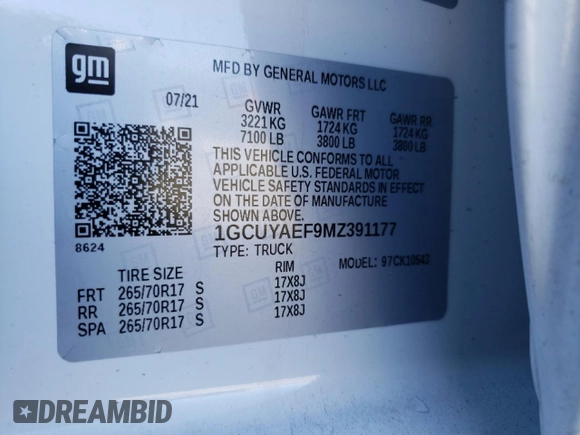 gm
MFD BY GENERAL MOTORS LLC
07/21 GVWR GAWR FRT GAWR RR
3221 KG 1724 KG 1724 KG
7100 LB 3800 LB 3800 LB
THIS VEHICLE CONFORMS TO ALL
APPLICABLE U.S. FEDERAL MOTOR
VEHICLE SAFETY STANDARDS IN EFFECT
ON THE DATE OF MANUFACTURE
SHOWN ABOVE.
8624 1GCUYAEF9MZ391177
TYPE: TRUCK MODEL: 97CK10543
TIRE SIZE RIM
FRT 265/70R17 S 17X8J
RR 265/70R17 S 17X8J
SPA 265/70R17 S 17X8J
DREAMBID